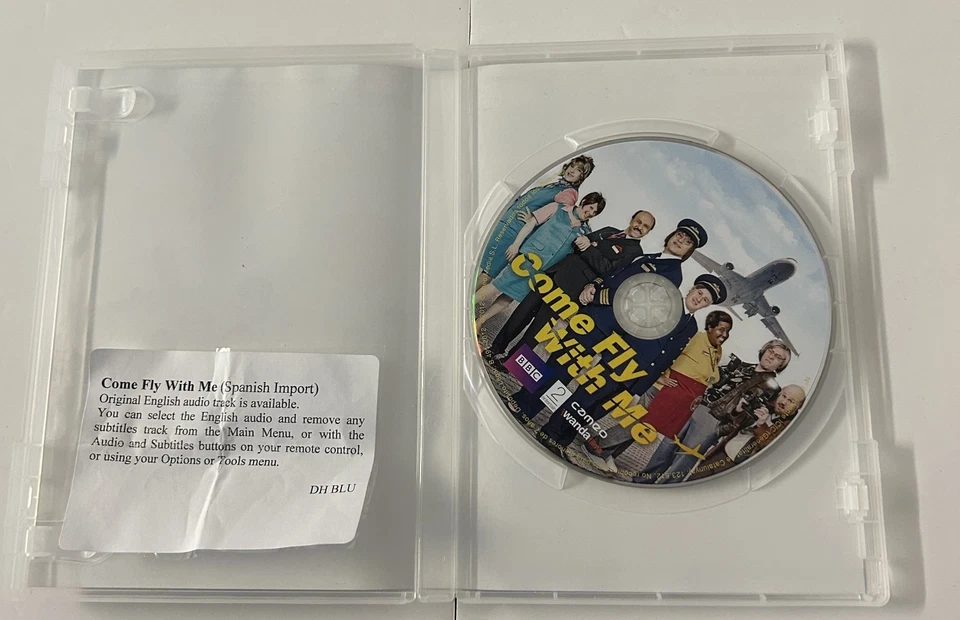 Come Fly With Me (Spanish Import)
Original English audio track is available.
You can select the English audio and remove any
subtitles track from the Main Menu, or with the
Audio and Subtitles buttons on your remote control,
or using your Options or Tools menu.
DH BLU
Come Fly
With Me
BBC
2
cameo
wanda